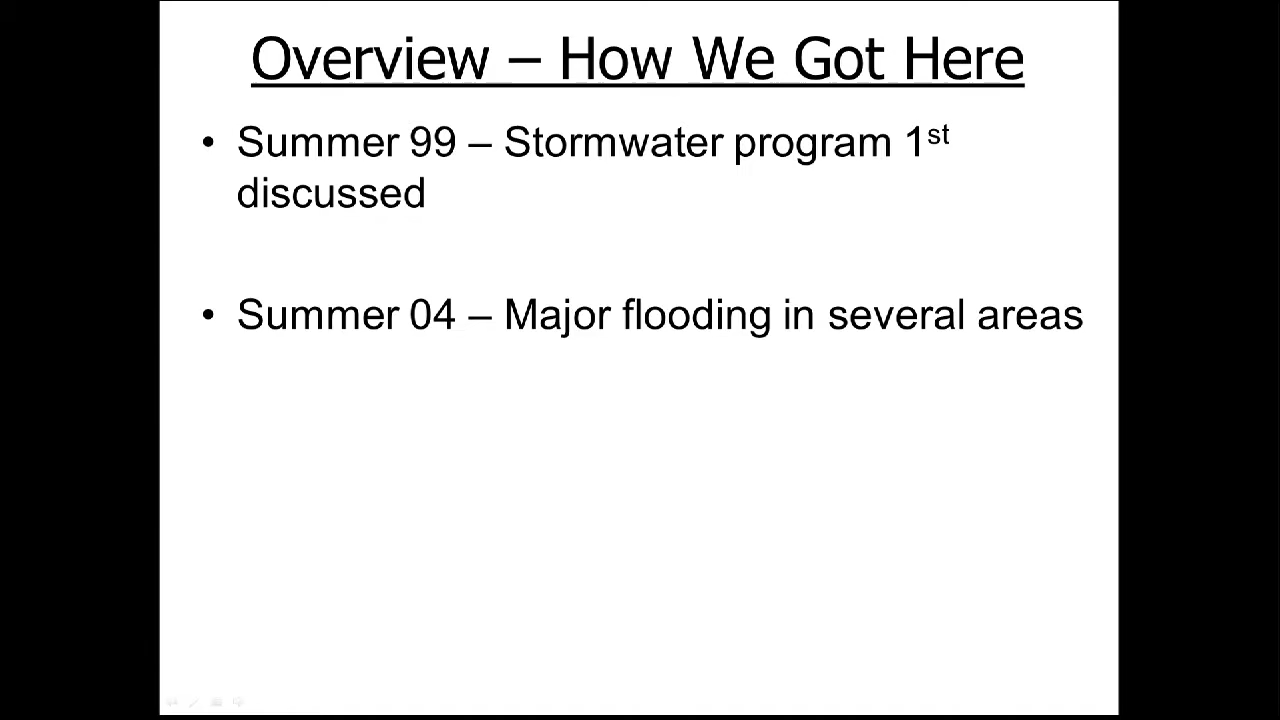 Overview – How We Got Here
• Summer 99 – Stormwater program 1st
discussed
• Summer 04 – Major flooding in several areas